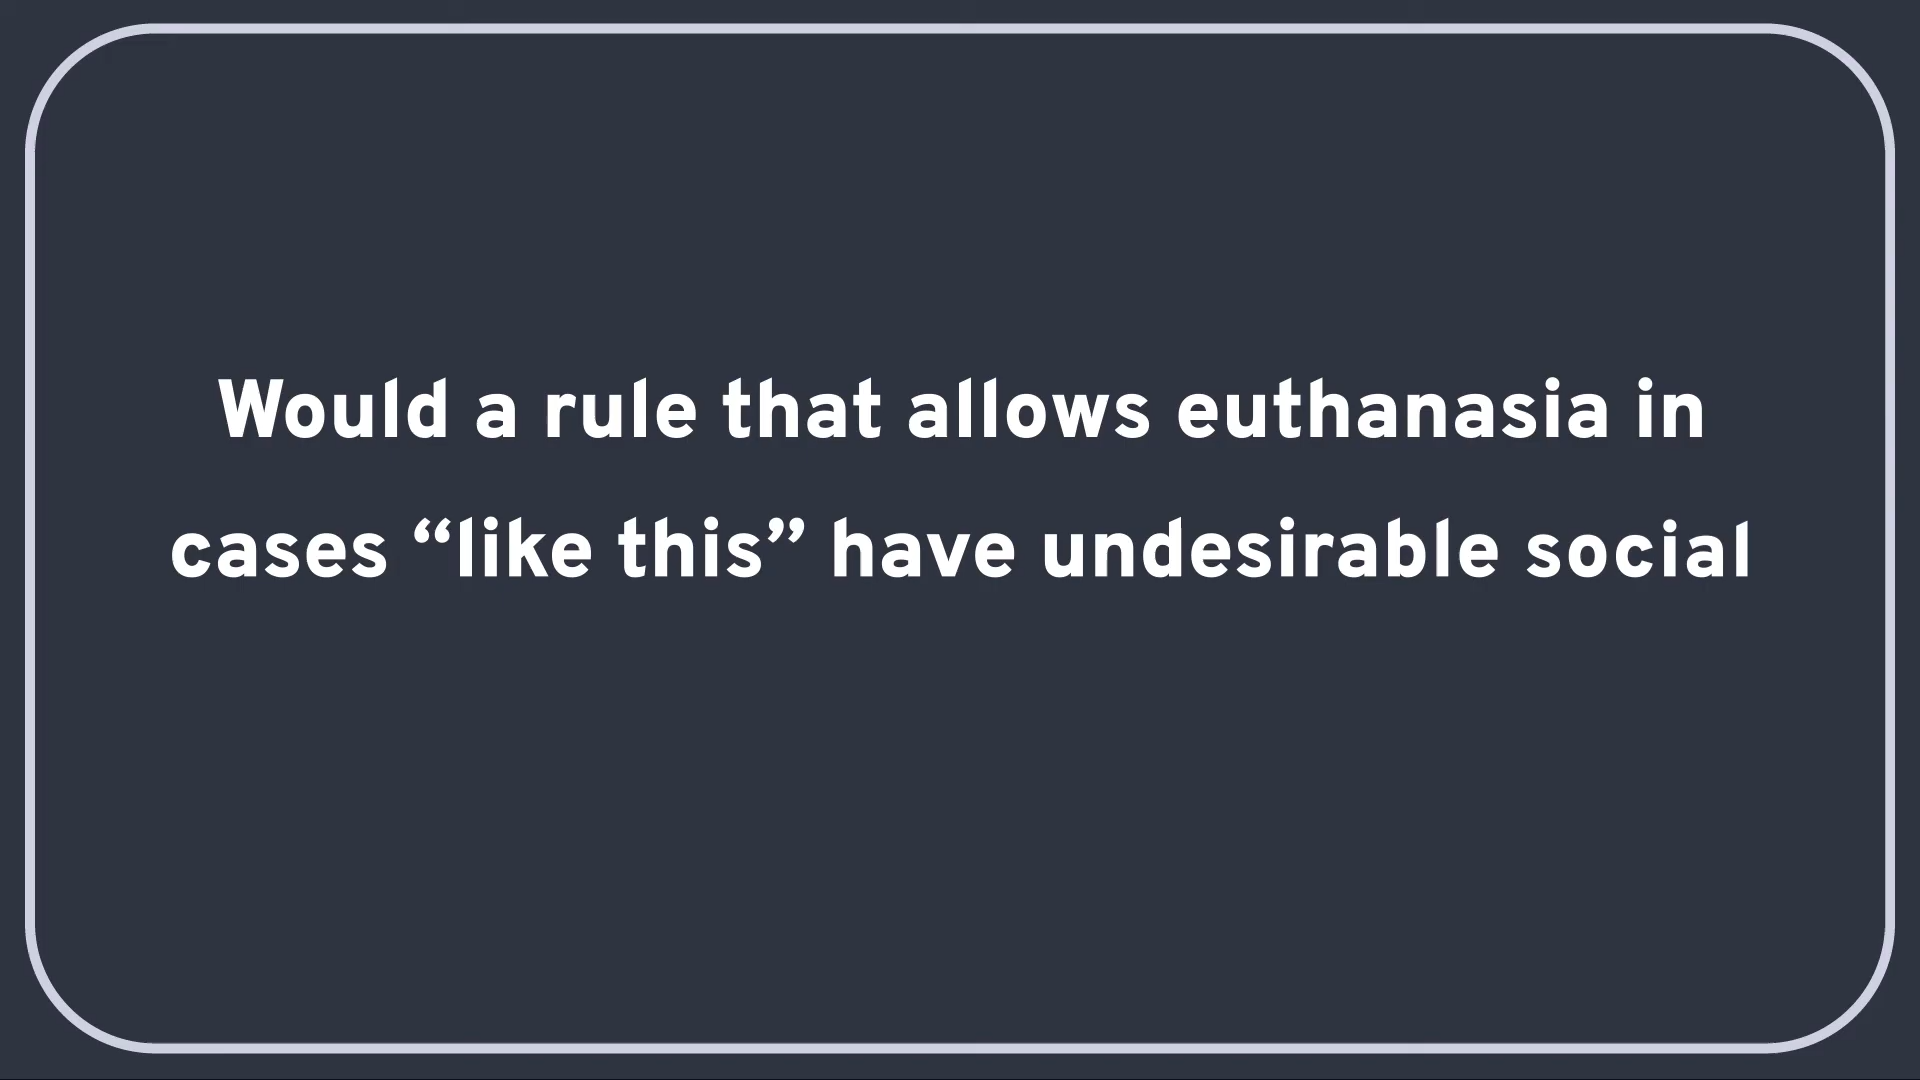 Would a rule that allows euthanasia in
cases “like this” have undesirable social